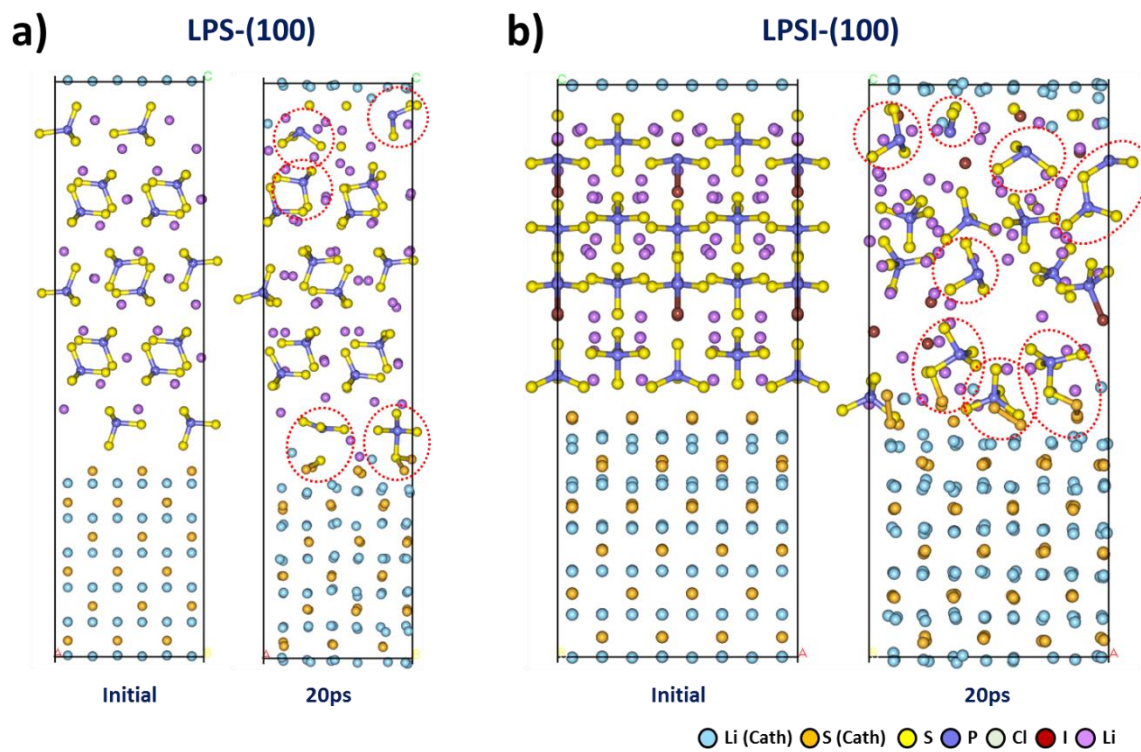 a) LPS-(100)
b) LPSI-(100)
C
C
C
C
A
B
A
B
B
A
B
A
Initial
20ps
Initial
20ps
Li (Cath) S (Cath) S P Cl I Li